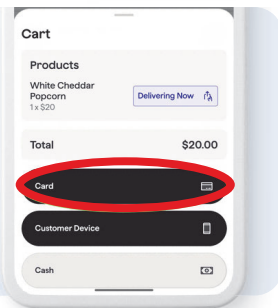 Cart
Products
White Cheddar
Popcorn
1 x $20
Delivering Now
Total $20.00
Card
Customer Device
Cash